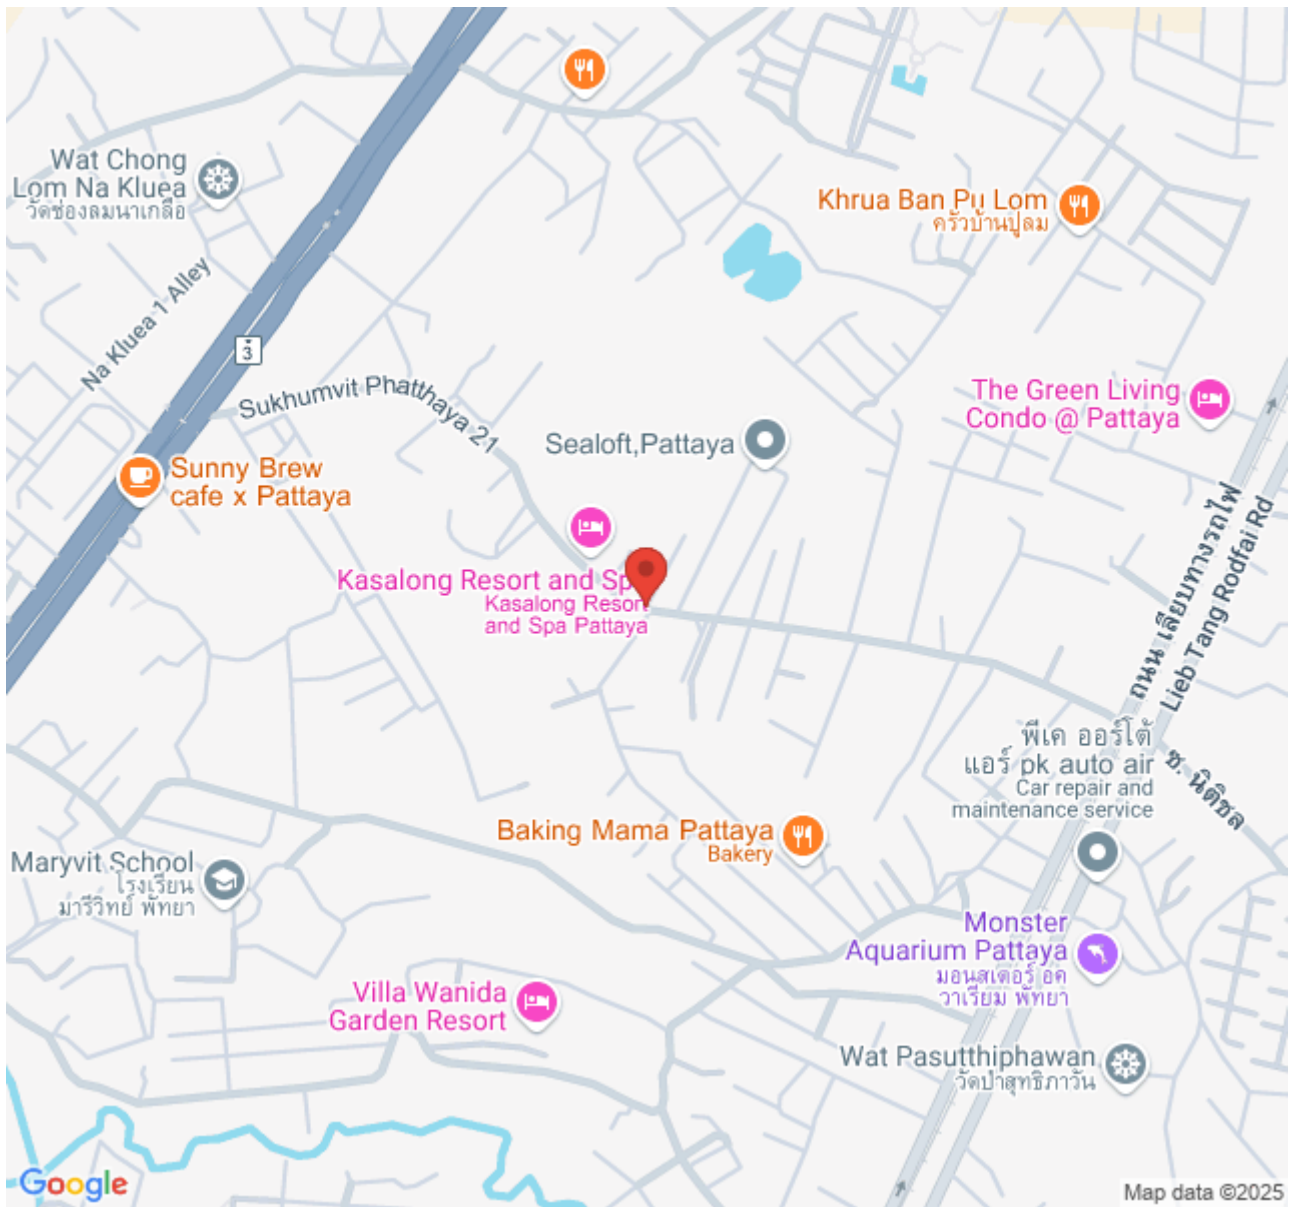 Wat Chong
Lom Na Kluea
วัดช่องลมนาเกลือ
Khrua Ban Pu Lom
ครัวบ้านปูลม
Na Kluea 1 Alley
3
Sukhumvit Phatthaya 21
The Green Living
Condo @ Pattaya
Sealoft,Pattaya
Sunny Brew
cafe x Pattaya
Kasalong Resort and Sp
Kasalong Resort
and Spa Pattaya
ถนน เลียบทางรถไฟ
Lieb Tang Rodfai Rd
พีเค ออร์โต้
แอร์ pk auto air
Car repair and
maintenance service
ซ. นิติชล
Baking Mama Pattaya
Bakery
Maryvit School
โรงเรียน
มารีวิทย์ พัทยา
Monster
Aquarium Pattaya
มอนสเตอร์ อค
วาเรียม พัทยา
Villa Wanida
Garden Resort
Wat Pasutthiphawan
วัดป่าสุทธิภาวัน
Google
Map data ©2025